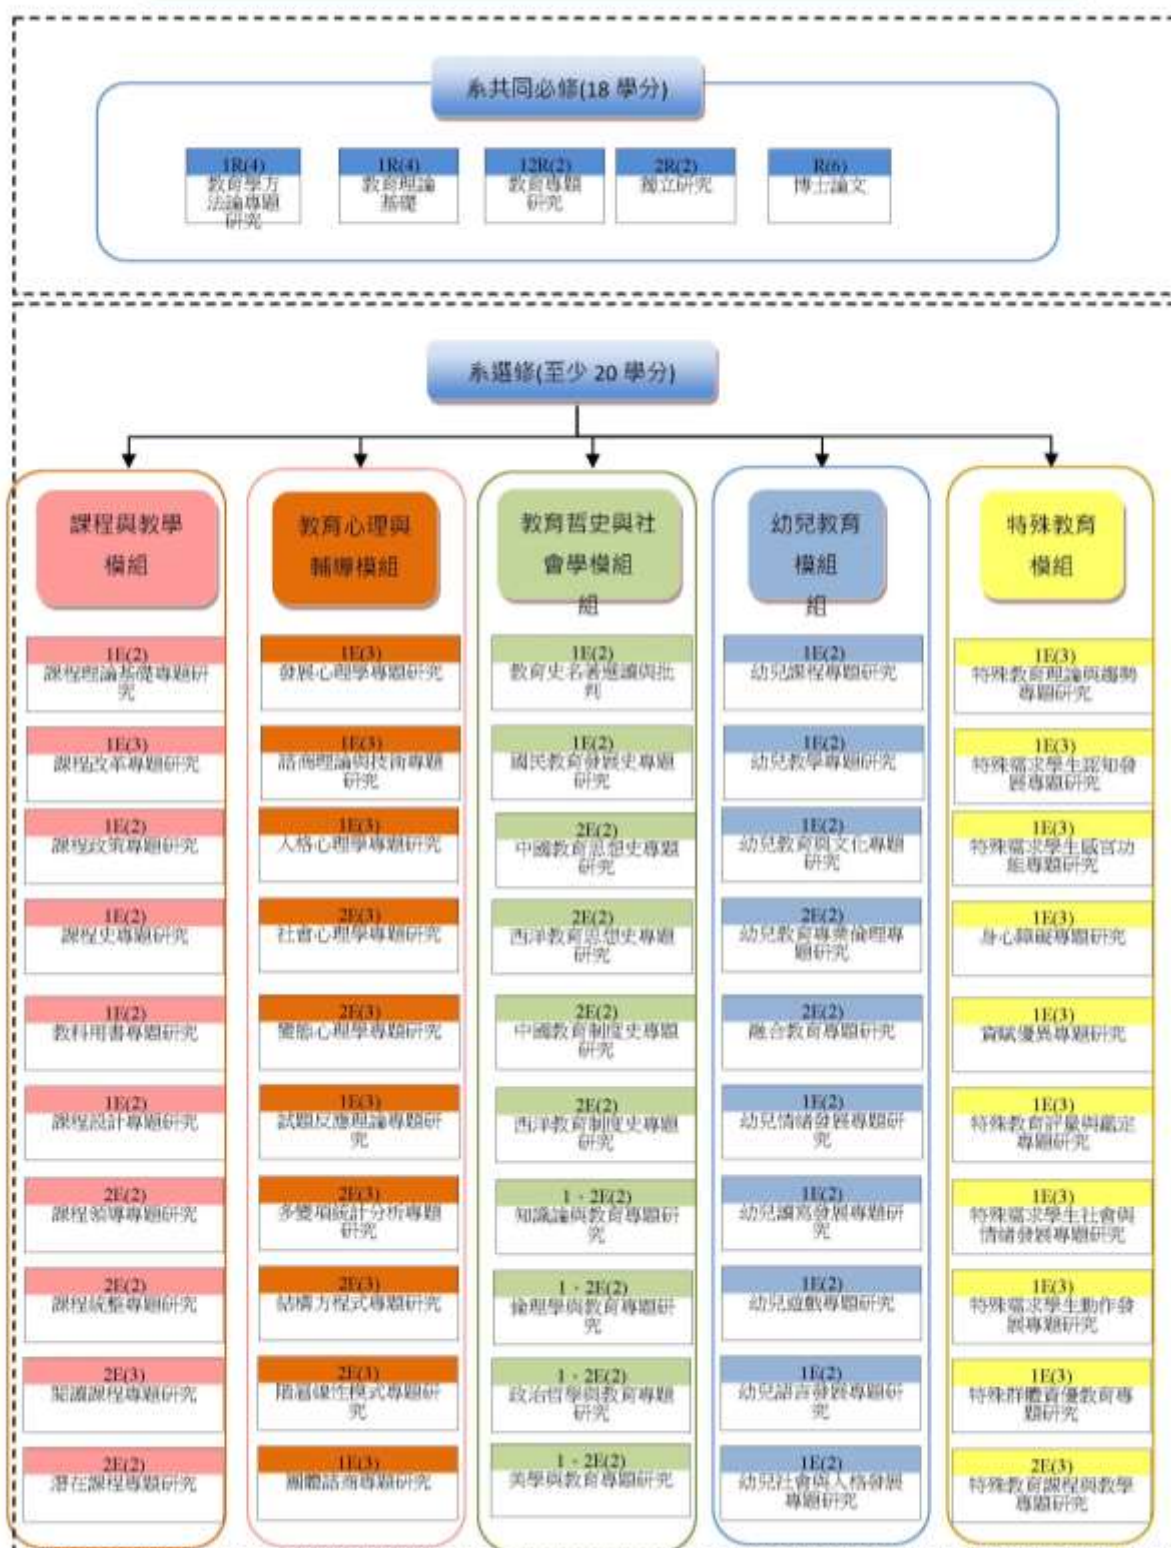 系共同必修(18 學分)
1R(4)
教育學方
法論專題
研究
1R(4)
教育理論
基礎
12R(2)
教育專題
研究
2R(2)
獨立研究
R(6)
博士論文
系選修(至少 20 學分)
課程與教學
模組
1E(2)
課程理論基礎專題研
究
1E(3)
課程改革專題研究
1E(2)
課程政策專題研究
1E(2)
課程史專題研究
1E(2)
教科用書專題研究
1E(2)
課程設計專題研究
2E(2)
課程領導專題研究
2E(2)
課程統整專題研究
2E(3)
閱讀課程專題研究
2E(2)
潛在課程專題研究
教育心理與
輔導模組
1E(3)
發展心理學專題研究
1E(3)
諮商理論與技術專題
研究
1E(3)
人格心理學專題研究
2E(3)
社會心理學專題研究
2E(3)
變態心理學專題研究
1E(3)
試題反應理論專題研
究
2E(3)
多變項統計分析專題
研究
2E(3)
結構方程式專題研究
2E(3)
階層線性模式專題研
究
1E(3)
團體諮商專題研究
教育哲史與社
會學模組
組
1E(2)
教育史名著選讀與批
判
1E(2)
國民教育發展史專題
研究
2E(2)
中國教育思想史專題
研究
2E(2)
西洋教育思想史專題
研究
2E(2)
中國教育制度史專題
研究
2E(2)
西洋教育制度史專題
研究
1、2E(2)
知識論與教育專題研
究
1、2E(2)
倫理學與教育專題研
究
1、2E(2)
政治哲學與教育專題
研究
1、2E(2)
美學與教育專題研究
幼兒教育
模組
組
1E(2)
幼兒課程專題研究
1E(2)
幼兒教學專題研究
1E(2)
幼兒教育與文化專題
研究
2E(2)
幼兒教育專業倫理專
題研究
2E(2)
融合教育專題研究
1E(2)
幼兒情緒發展專題研
究
1E(2)
幼兒讀寫發展專題研
究
1E(2)
幼兒遊戲專題研究
1E(2)
幼兒語言發展專題研
究
1E(2)
幼兒社會與人格發展
專題研究
特殊教育
模組
1E(3)
特殊教育理論與趨勢
專題研究
1E(3)
特殊需求學生認知發
展專題研究
1E(3)
特殊需求學生感官功
能專題研究
1E(3)
身心障礙專題研究
1E(3)
資賦優異專題研究
1E(3)
特殊教育評量與鑑定
專題研究
1E(3)
特殊需求學生社會與
情緒發展專題研究
1E(3)
特殊需求學生動作發
展專題研究
1E(3)
特殊群體資優教育專
題研究
2E(3)
特殊教育課程與教學
專題研究